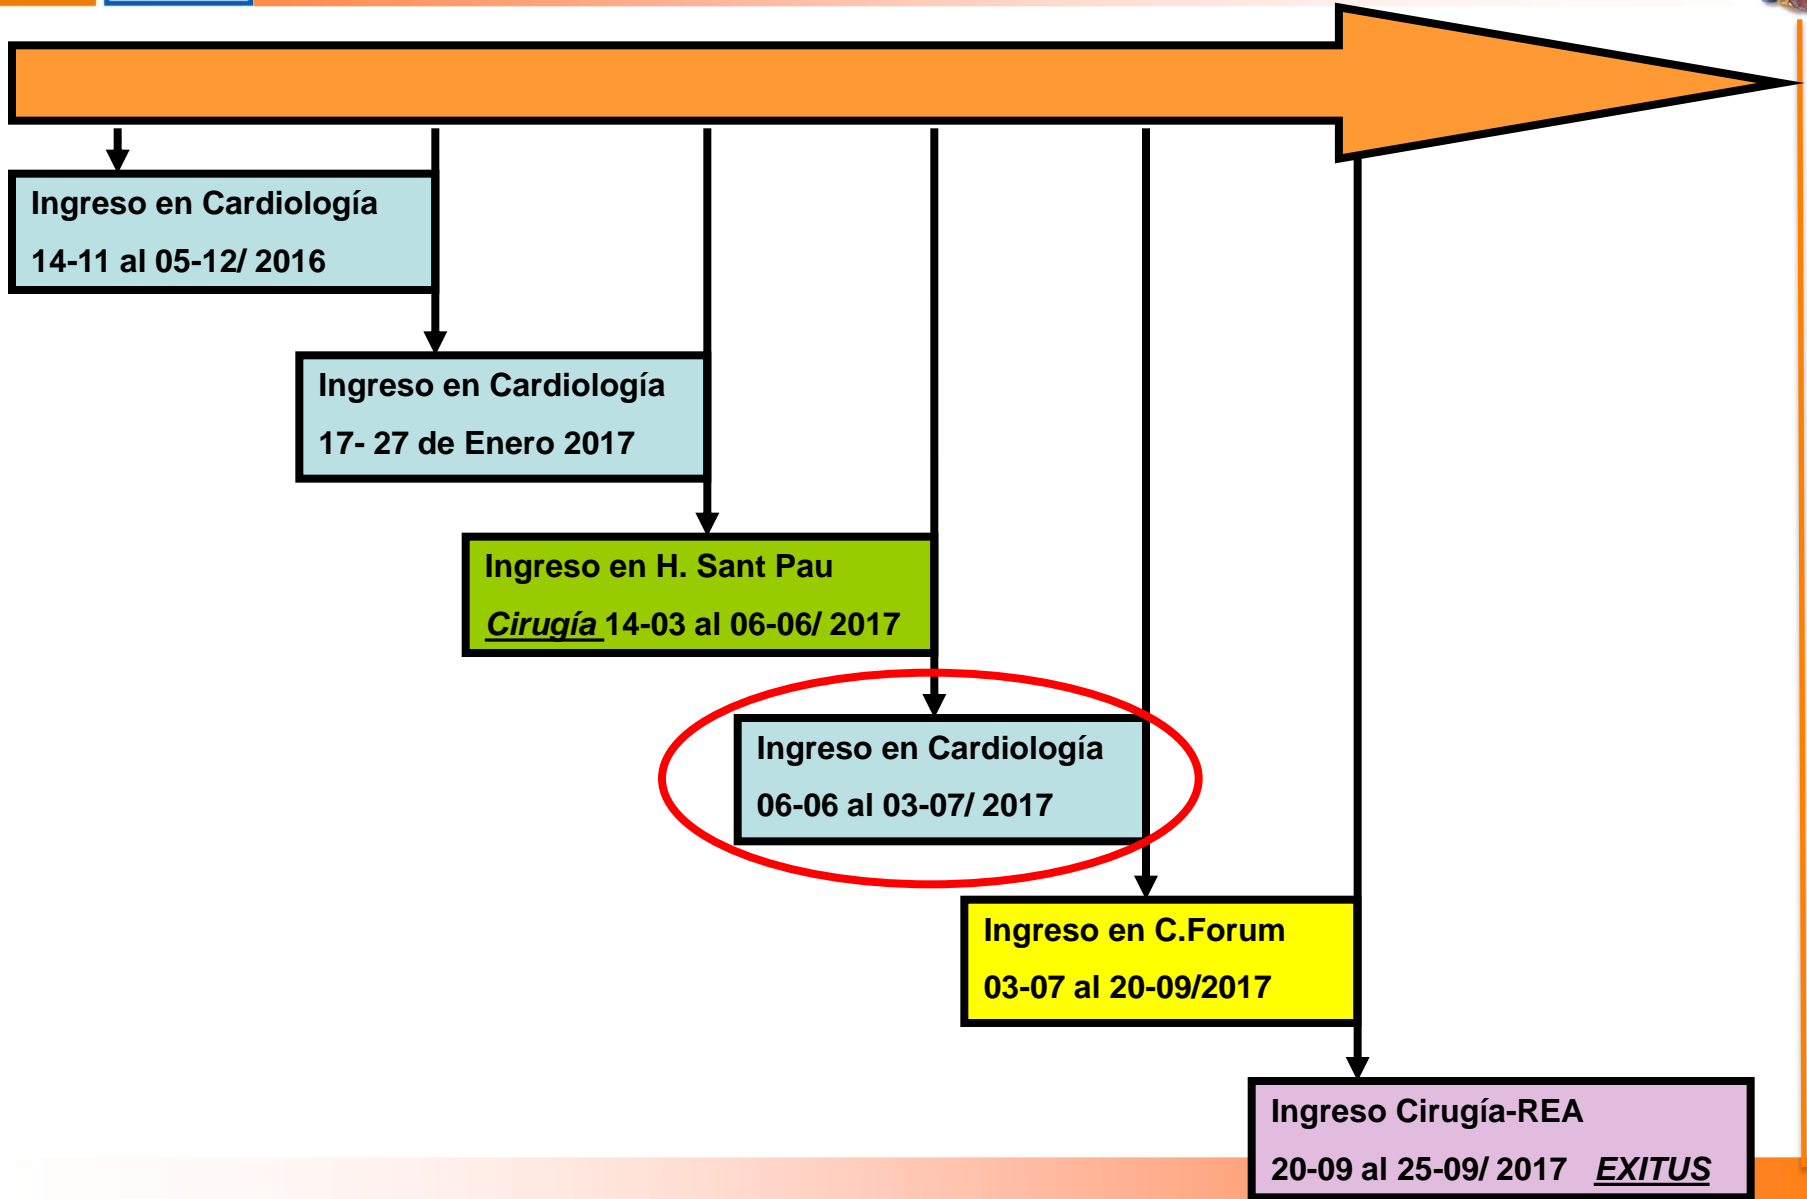 Ingreso en Cardiología
14-11 al 05-12/ 2016
Ingreso en Cardiología
17- 27 de Enero 2017
Ingreso en H. Sant Pau
Cirugía 14-03 al 06-06/ 2017
Ingreso en Cardiología
06-06 al 03-07/ 2017
Ingreso en C.Forum
03-07 al 20-09/2017
Ingreso Cirugía-REA
20-09 al 25-09/ 2017 EXITUS